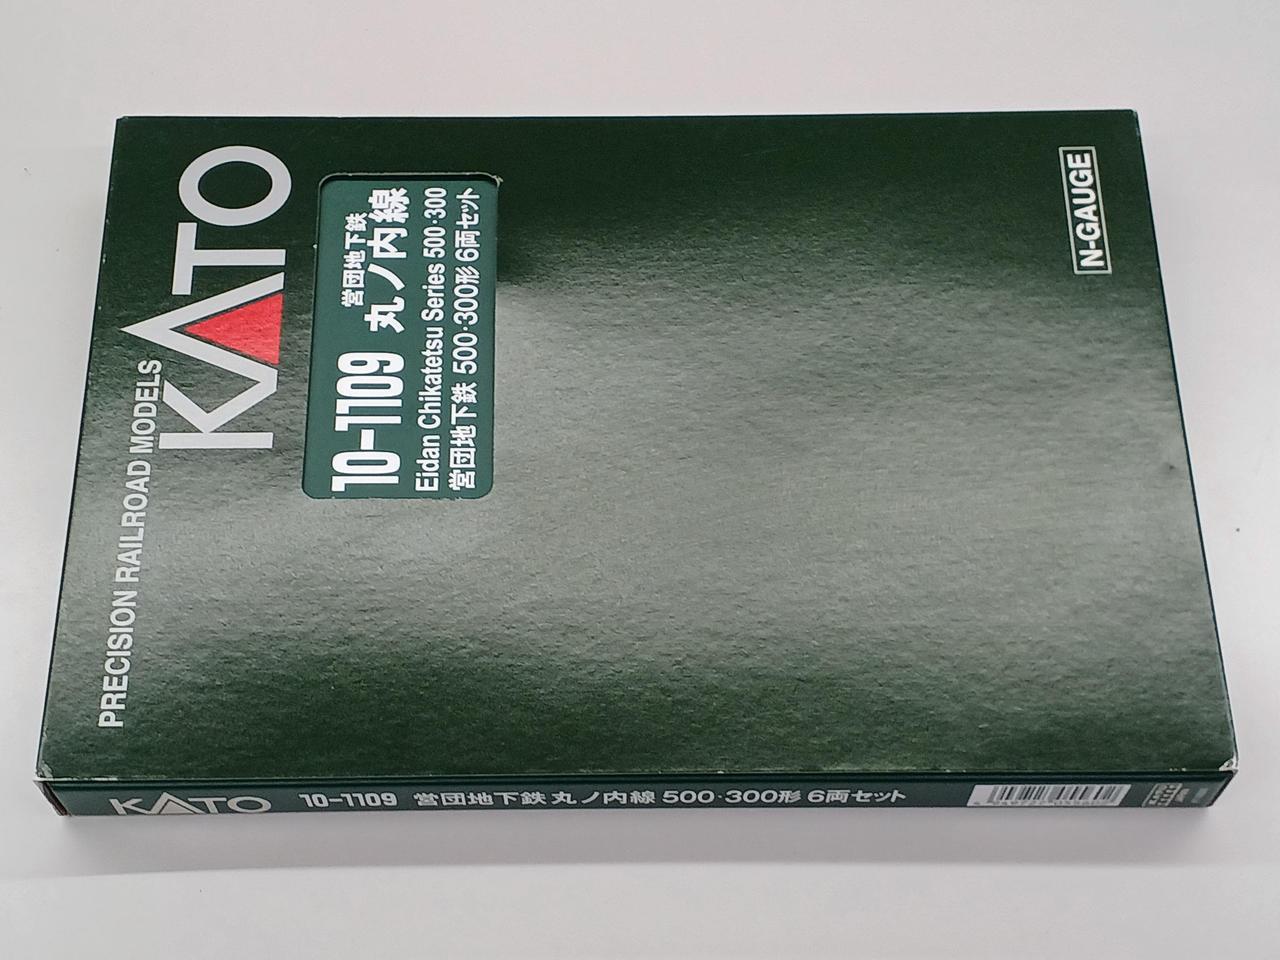 PRECISION RAILROAD MODELS
KATO
営団地下鉄
10-1109 丸ノ内線
Eidan Chikatetsu Series 500・300
営団地下鉄 500・300形 6両セット
N-GAUGE
KATO 10-1109 営団地下鉄 丸ノ内線 500・300形 6両セット